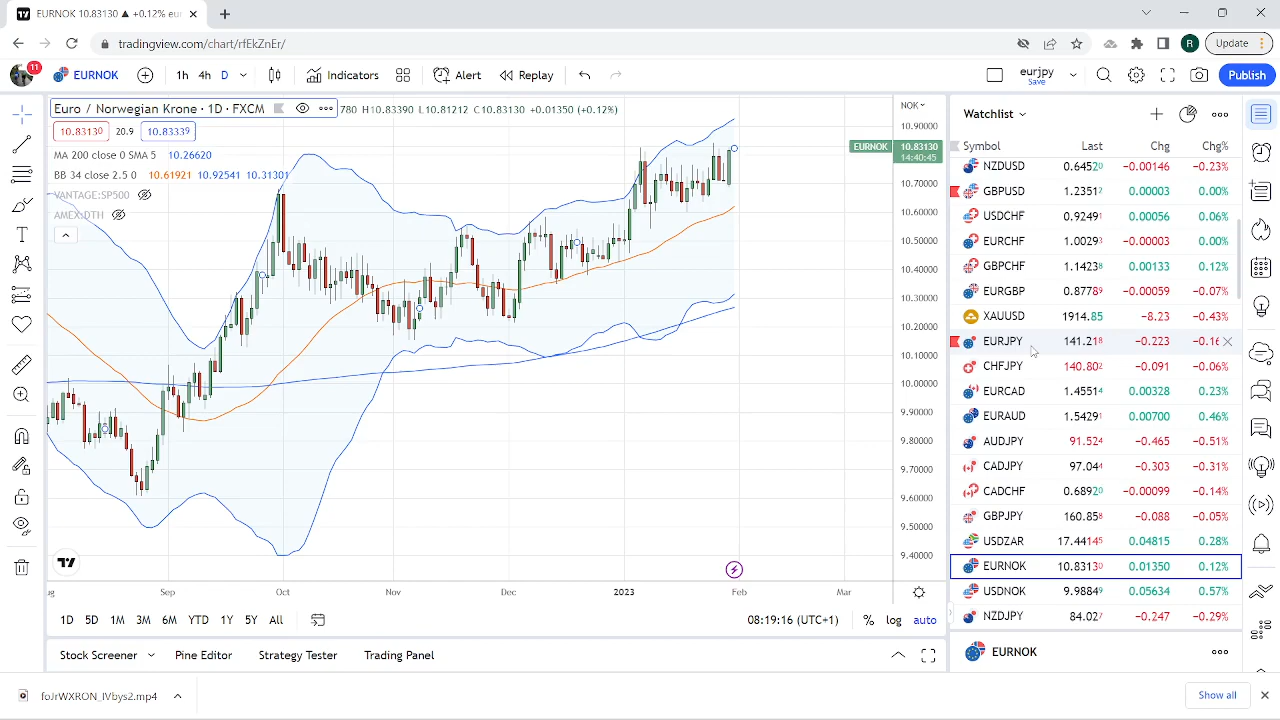 EURNOK 10.83130 ▲ +0.12% eur
tradingview.com/chart/rfEkZnEr/
R
Update
11
EURNOK
1h 4h D
Indicators
Alert
Replay
eurjpy
Save
Publish
Euro / Norwegian Krone · 1D · FXCM
780 H10.83390 L10.81212 C10.83130 +0.01350 (+0.12%)
10.83130 20.9 10.83339
MA 200 close 0 SMA 5 10.26620
BB 34 close 2.5 0 10.61921 10.92541 10.31301
VANTAGE:SP500
AMEX:DTH
NOK
10.90000
EURNOK 10.83130
14:40:45
10.70000
10.60000
10.50000
10.40000
10.30000
10.20000
10.10000
10.00000
9.90000
9.80000
9.70000
9.60000
9.50000
9.40000
ug Sep Oct Nov Dec 2023 Feb Mar
1D 5D 1M 3M 6M YTD 1Y 5Y All
08:19:16 (UTC+1) % log auto
Stock Screener Pine Editor Strategy Tester Trading Panel
Watchlist
Symbol Last Chg Chg%
NZDUSD 0.64520 −0.00146 −0.23%
GBPUSD 1.23512 0.00003 0.00%
USDCHF 0.92491 0.00056 0.06%
EURCHF 1.00293 −0.00003 0.00%
GBPCHF 1.14238 0.00133 0.12%
EURGBP 0.87789 −0.00059 −0.07%
XAUUSD 1914.85 −8.23 −0.43%
EURJPY 141.218 −0.223 −0.16
CHFJPY 140.802 −0.091 −0.06%
EURCAD 1.45514 0.00328 0.23%
EURAUD 1.54291 0.00700 0.46%
AUDJPY 91.524 −0.465 −0.51%
CADJPY 97.044 −0.303 −0.31%
CADCHF 0.68920 −0.00099 −0.14%
GBPJPY 160.858 −0.088 −0.05%
USDZAR 17.44145 0.04815 0.28%
EURNOK 10.83130 0.01350 0.12%
USDNOK 9.98849 0.05634 0.57%
NZDJPY 84.027 −0.247 −0.29%
EURNOK
foJrWXRON_IVbys2.mp4
Show all